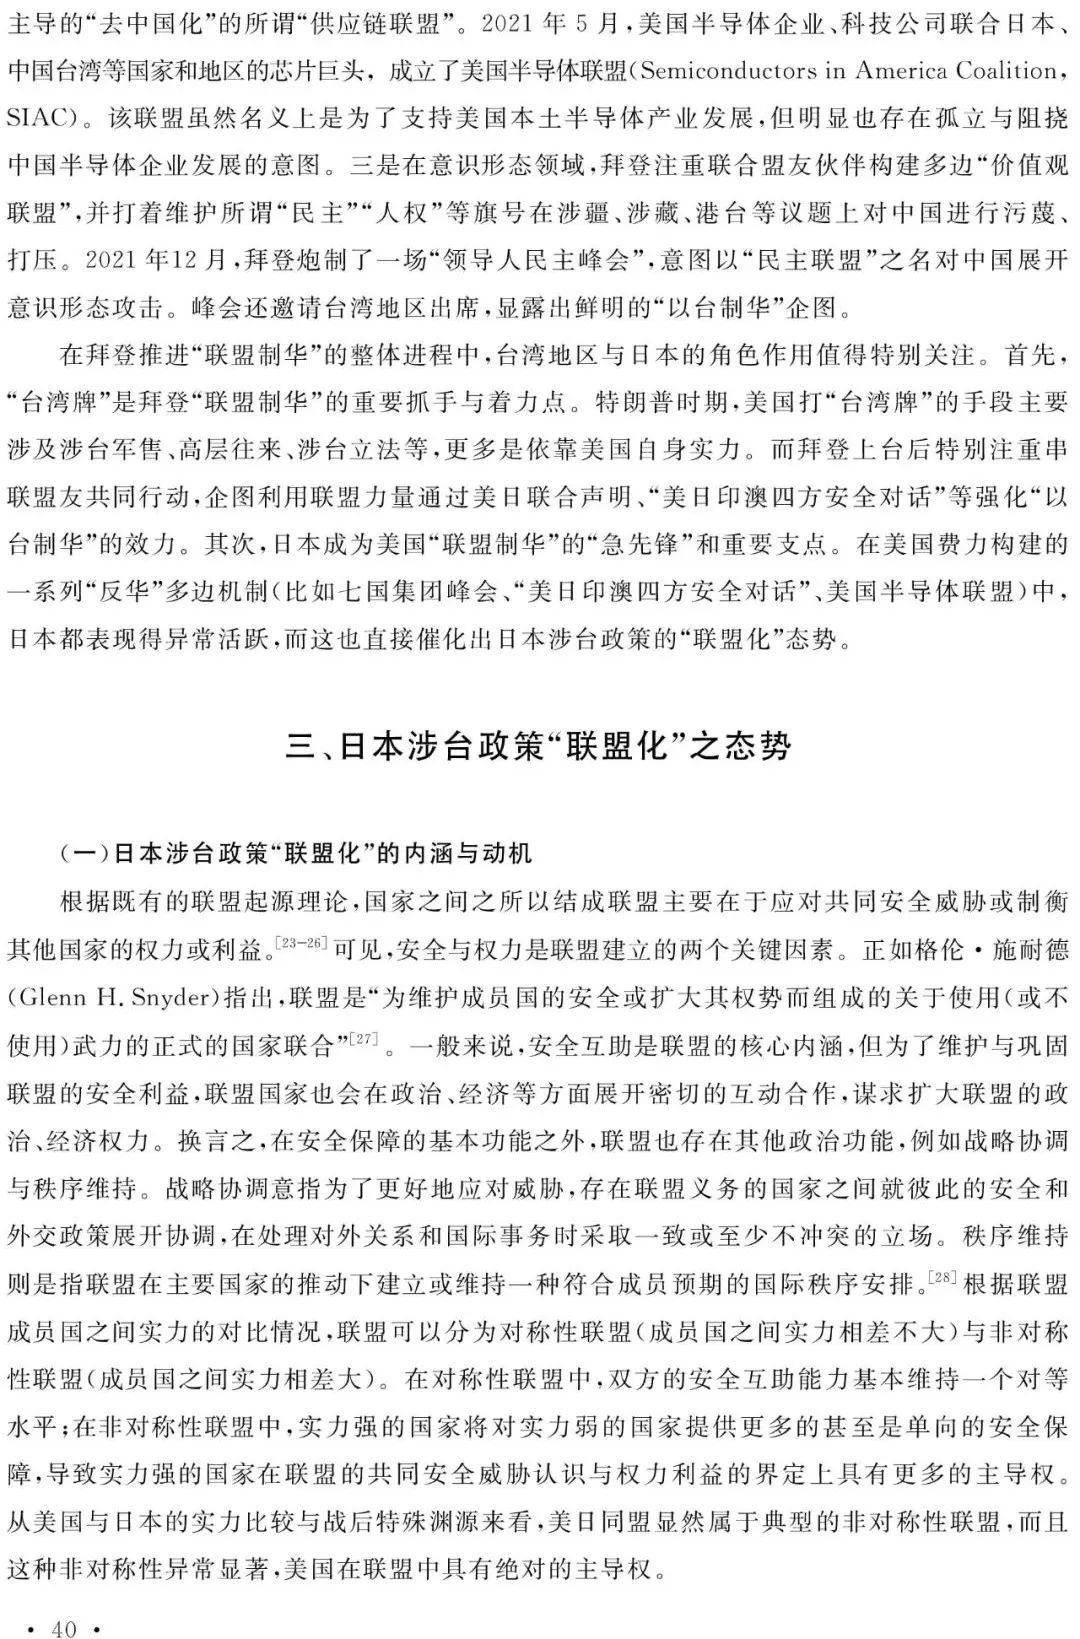 主导的“去中国化”的所谓“供应链联盟”。2021 年 5 月,美国半导体企业、科技公司联合日本、
中国台湾等国家和地区的芯片巨头，成立了美国半导体联盟(Semiconductors in America Coalition,
SIAC)。该联盟虽然名义上是为了支持美国本土半导体产业发展,但明显也存在孤立与阻挠
中国半导体企业发展的意图。三是在意识形态领域,拜登注重联合盟友伙伴构建多边“价值观
联盟”,并打着维护所谓“民主”“人权”等旗号在涉疆、涉藏、港台等议题上对中国进行污蔑、
打压。2021 年12 月,拜登炮制了一场“领导人民主峰会”,意图以“民主联盟”之名对中国展开
意识形态攻击。峰会还邀请台湾地区出席,显露出鲜明的“以台制华”企图。
在拜登推进“联盟制华”的整体进程中,台湾地区与日本的角色作用值得特别关注。首先,
“台湾牌”是拜登“联盟制华”的重要抓手与着力点。特朗普时期,美国打“台湾牌”的手段主要
涉及涉台军售、高层往来、涉台立法等,更多是依靠美国自身实力。而拜登上台后特别注重串
联盟友共同行动,企图利用联盟力量通过美日联合声明、“美日印澳四方安全对话”等强化“以
台制华”的效力。其次,日本成为美国“联盟制华”的“急先锋”和重要支点。在美国费力构建的
一系列“反华”多边机制(比如七国集团峰会、“美日印澳四方安全对话”、美国半导体联盟)中,
日本都表现得异常活跃,而这也直接催化出日本涉台政策的“联盟化”态势。
三、日本涉台政策“联盟化”之态势
(一)日本涉台政策“联盟化”的内涵与动机
根据既有的联盟起源理论,国家之间之所以结成联盟主要在于应对共同安全威胁或制衡
其他国家的权力或利益。[23-26]可见,安全与权力是联盟建立的两个关键因素。正如格伦·施耐德
(Glenn H. Snyder)指出,联盟是“为维护成员国的安全或扩大其权势而组成的关于使用(或不
使用)武力的正式的国家联合”[27]。一般来说,安全互助是联盟的核心内涵,但为了维护与巩固
联盟的安全利益,联盟国家也会在政治、经济等方面展开密切的互动合作,谋求扩大联盟的政
治、经济权力。换言之,在安全保障的基本功能之外,联盟也存在其他政治功能,例如战略协调
与秩序维持。战略协调意指为了更好地应对威胁,存在联盟义务的国家之间就彼此的安全和
外交政策展开协调,在处理对外关系和国际事务时采取一致或至少不冲突的立场。秩序维持
则是指联盟在主要国家的推动下建立或维持一种符合成员预期的国际秩序安排。[28]根据联盟
成员国之间实力的对比情况,联盟可以分为对称性联盟(成员国之间实力相差不大)与非对称
性联盟(成员国之间实力相差大)。在对称性联盟中,双方的安全互助能力基本维持一个对等
水平;在非对称性联盟中,实力强的国家将对实力弱的国家提供更多的甚至是单向的安全保
障,导致实力强的国家在联盟的共同安全威胁认识与权力利益的界定上具有更多的主导权。
从美国与日本的实力比较与战后特殊渊源来看,美日同盟显然属于典型的非对称性联盟,而且
这种非对称性异常显著,美国在联盟中具有绝对的主导权。
· 40 ·